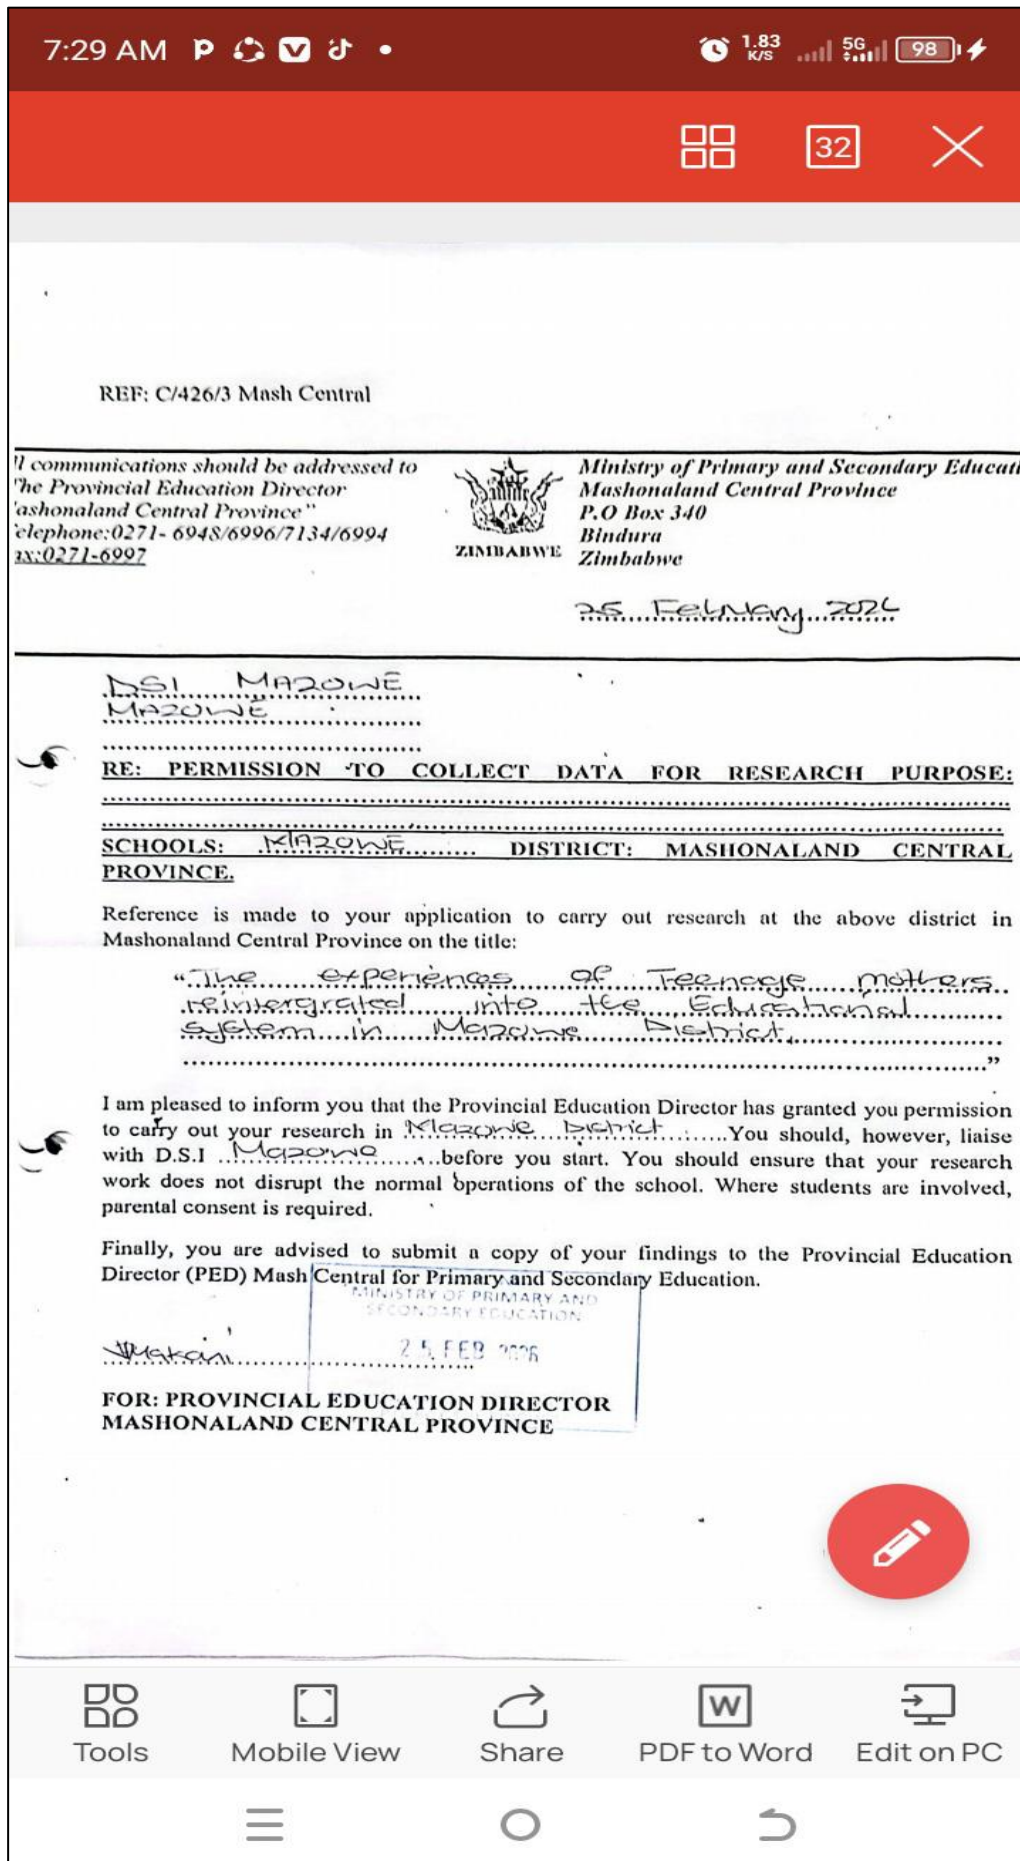 7:29 AM
1.83 K/S 5G 98
32
REF: C/426/3 Mash Central
ll communications should be addressed to
The Provincial Education Director
ashonaland Central Province"
elephone:0271- 6948/6996/7134/6994
ax:0271-6997
ZIMBABWE
Ministry of Primary and Secondary Educati
Mashonaland Central Province
P.O Box 340
Bindura
Zimbabwe
25 February 2026
DSI MAZOWE
MAZOWE
RE: PERMISSION TO COLLECT DATA FOR RESEARCH PURPOSE:
SCHOOLS: MAZOWE DISTRICT: MASHONALAND CENTRAL
PROVINCE.
Reference is made to your application to carry out research at the above district in
Mashonaland Central Province on the title:
"The experiences of Teenage mothers
reintergrated into the Educational
system in Mazowe District,
"
I am pleased to inform you that the Provincial Education Director has granted you permission
to carry out your research in Mazowe District You should, however, liaise
with D.S.I Mazowe before you start. You should ensure that your research
work does not disrupt the normal operations of the school. Where students are involved,
parental consent is required.
Finally, you are advised to submit a copy of your findings to the Provincial Education
Director (PED) Mash Central for Primary and Secondary Education.
MINISTRY OF PRIMARY AND
SECONDARY EDUCATION
25 FEB 2026
FOR: PROVINCIAL EDUCATION DIRECTOR
MASHONALAND CENTRAL PROVINCE
Tools Mobile View Share PDF to Word Edit on PC